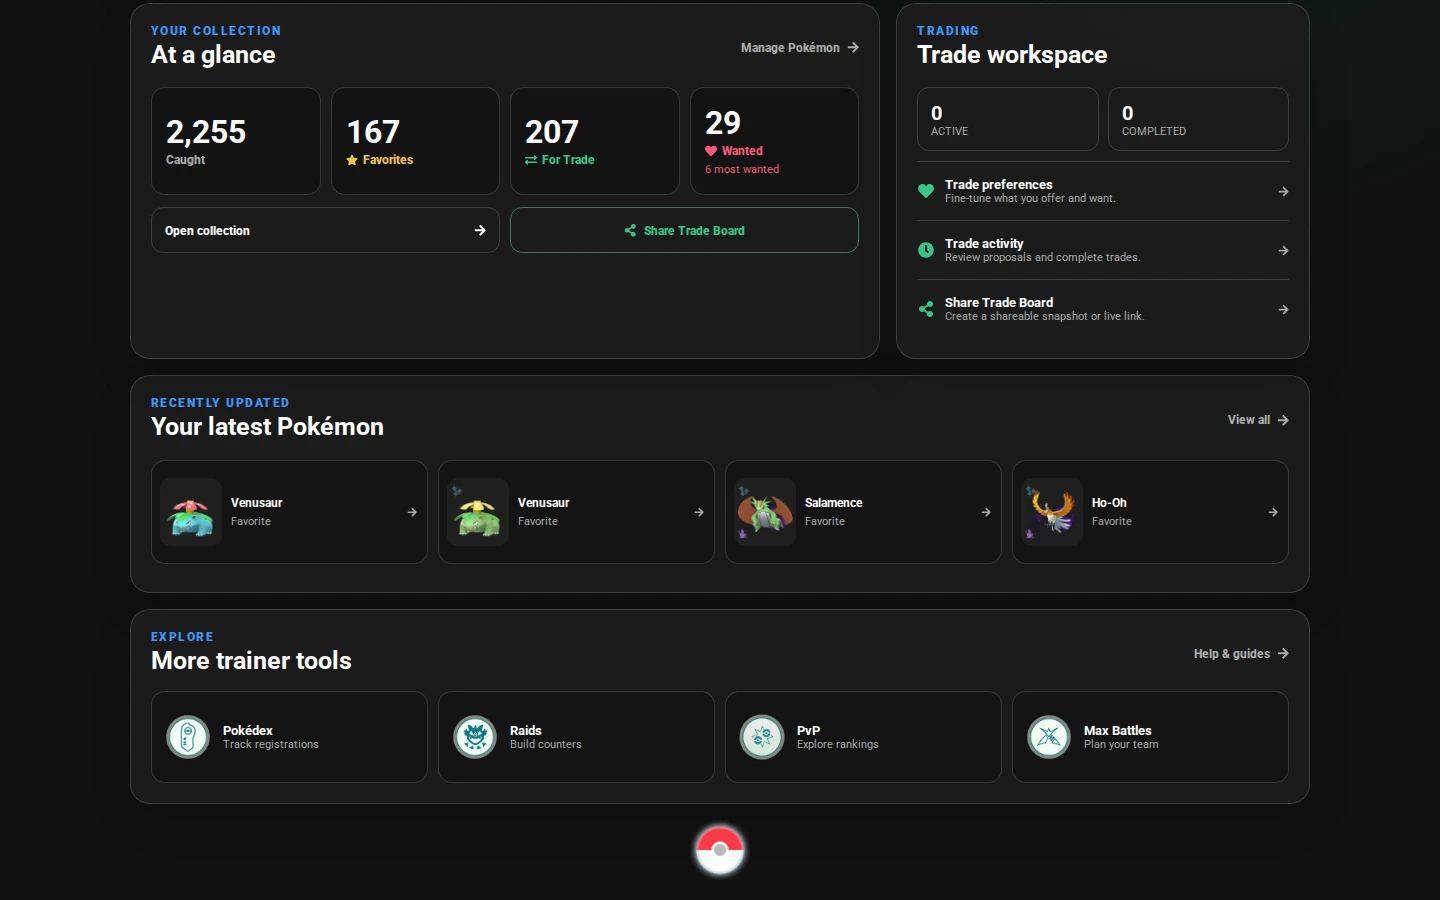 YOUR COLLECTION
At a glance
Manage Pokémon
2,255
Caught
167
Favorites
207
For Trade
29
Wanted
6 most wanted
Open collection
Share Trade Board
TRADING
Trade workspace
0
ACTIVE
0
COMPLETED
Trade preferences
Fine-tune what you offer and want.
Trade activity
Review proposals and complete trades.
Share Trade Board
Create a shareable snapshot or live link.
RECENTLY UPDATED
Your latest Pokémon
View all
Venusaur
Favorite
Venusaur
Favorite
Salamence
Favorite
Ho-Oh
Favorite
EXPLORE
More trainer tools
Help & guides
Pokédex
Track registrations
Raids
Build counters
PvP
Explore rankings
Max Battles
Plan your team